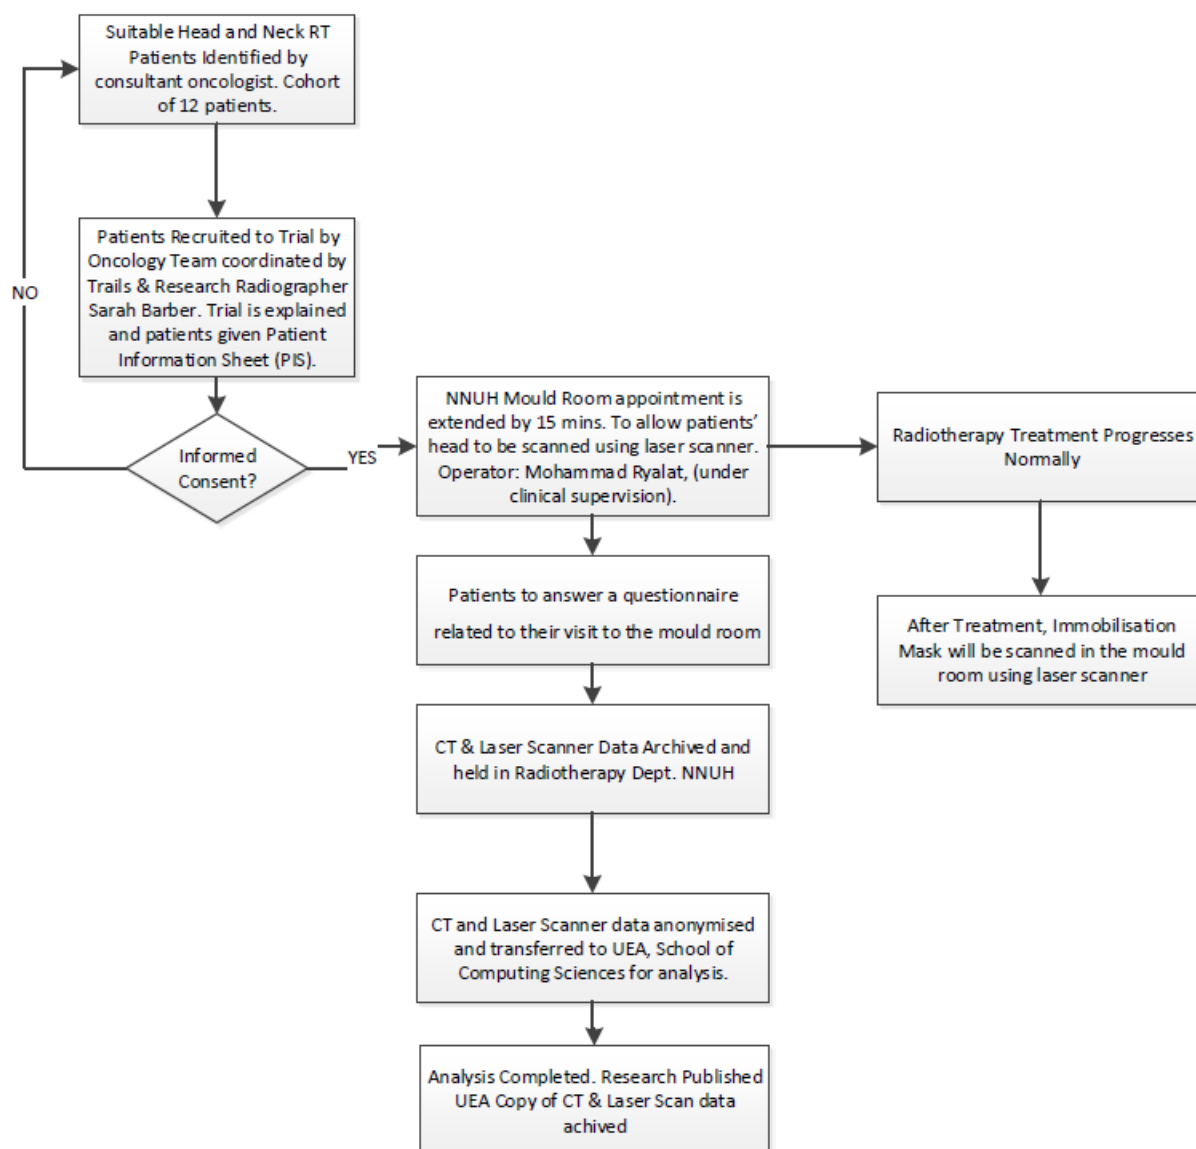 Suitable Head and Neck RT
Patients Identified by
consultant oncologist. Cohort
of 12 patients.
Patients Recruited to Trial by
Oncology Team coordinated by
Trails & Research Radiographer
Sarah Barber. Trial is explained
and patients given Patient
Information Sheet (PIS).
NO
Informed
Consent?
YES
NNUH Mould Room appointment is
extended by 15 mins. To allow patients’
head to be scanned using laser scanner.
Operator: Mohammad Ryalat, (under
clinical supervision).
Radiotherapy Treatment Progresses
Normally
Patients to answer a questionnaire
related to their visit to the mould room
After Treatment, Immobilisation
Mask will be scanned in the mould
room using laser scanner
CT & Laser Scanner Data Archived and
held in Radiotherapy Dept. NNUH
CT and Laser Scanner data anonymised
and transferred to UEA, School of
Computing Sciences for analysis.
Analysis Completed. Research Published
UEA Copy of CT & Laser Scan data
achived